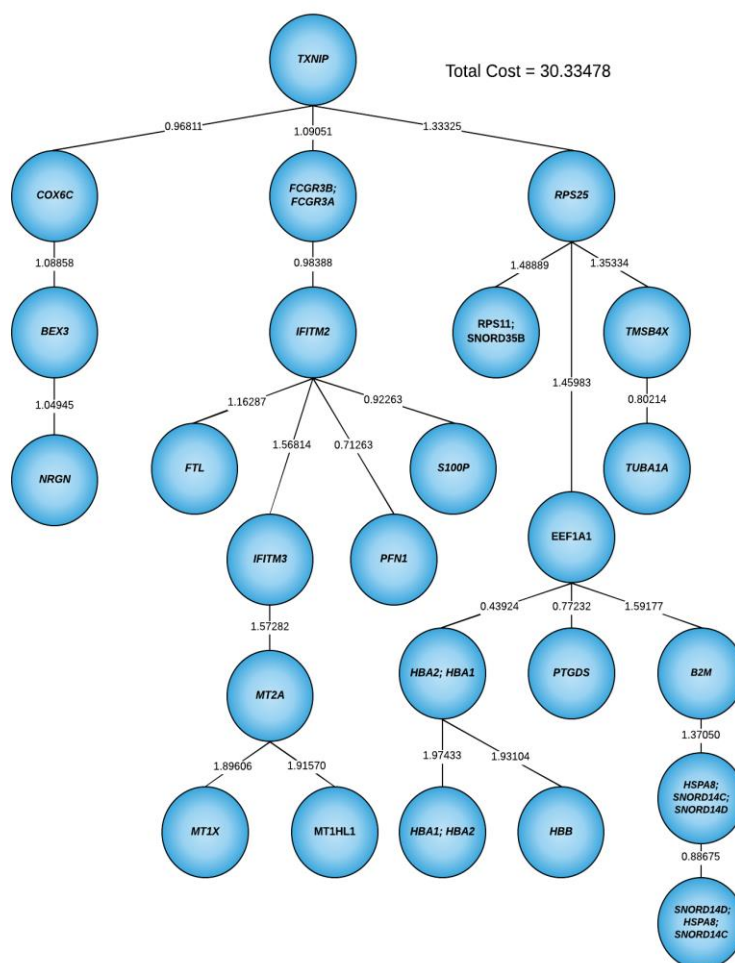 TXNIP
Total Cost = 30.33478
0.96811
1.09051
1.33325
COX6C
FCGR3B;
FCGR3A
RPS25
1.08858
0.98388
1.48889
1.35334
BEX3
IFITM2
RPS11;
SNORD35B
TMSB4X
1.04945
1.16287
0.92263
1.56814
0.71263
1.45983
0.80214
NRGN
FTL
S100P
TUBA1A
IFITM3
PFN1
EEF1A1
1.57282
0.43924
0.77232
1.59177
MT2A
HBA2; HBA1
PTGDS
B2M
1.89606
1.91570
1.97433
1.93104
1.37050
MT1X
MT1HL1
HBA1; HBA2
HBB
HSPA8;
SNORD14C;
SNORD14D
0.88675
SNORD14D;
HSPA8;
SNORD14C